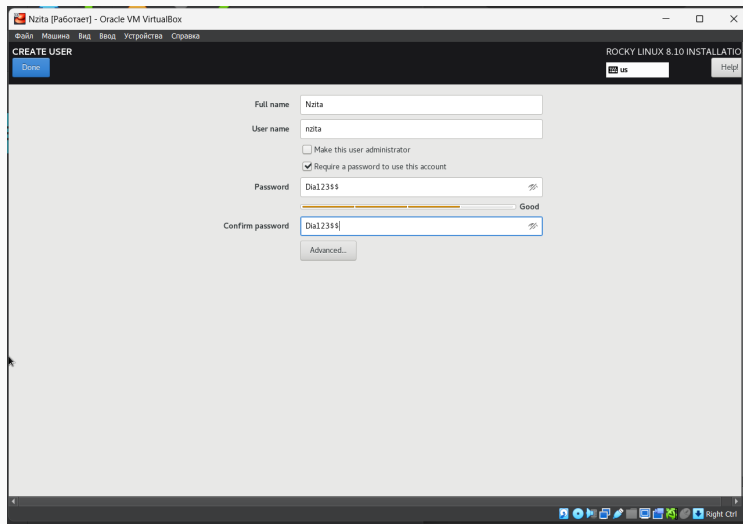 Nzita [Работает] - Oracle VM VirtualBox
Файл Машина Вид Ввод Устройства Справка
CREATE USER
ROCKY LINUX 8.10 INSTALLATIO
Done
us
Help!
Full name
Nzita
User name
nzita
Make this user administrator
Require a password to use this account
Password
Dia123$$
Good
Confirm password
Dia123$$
Advanced...
Right Ctrl